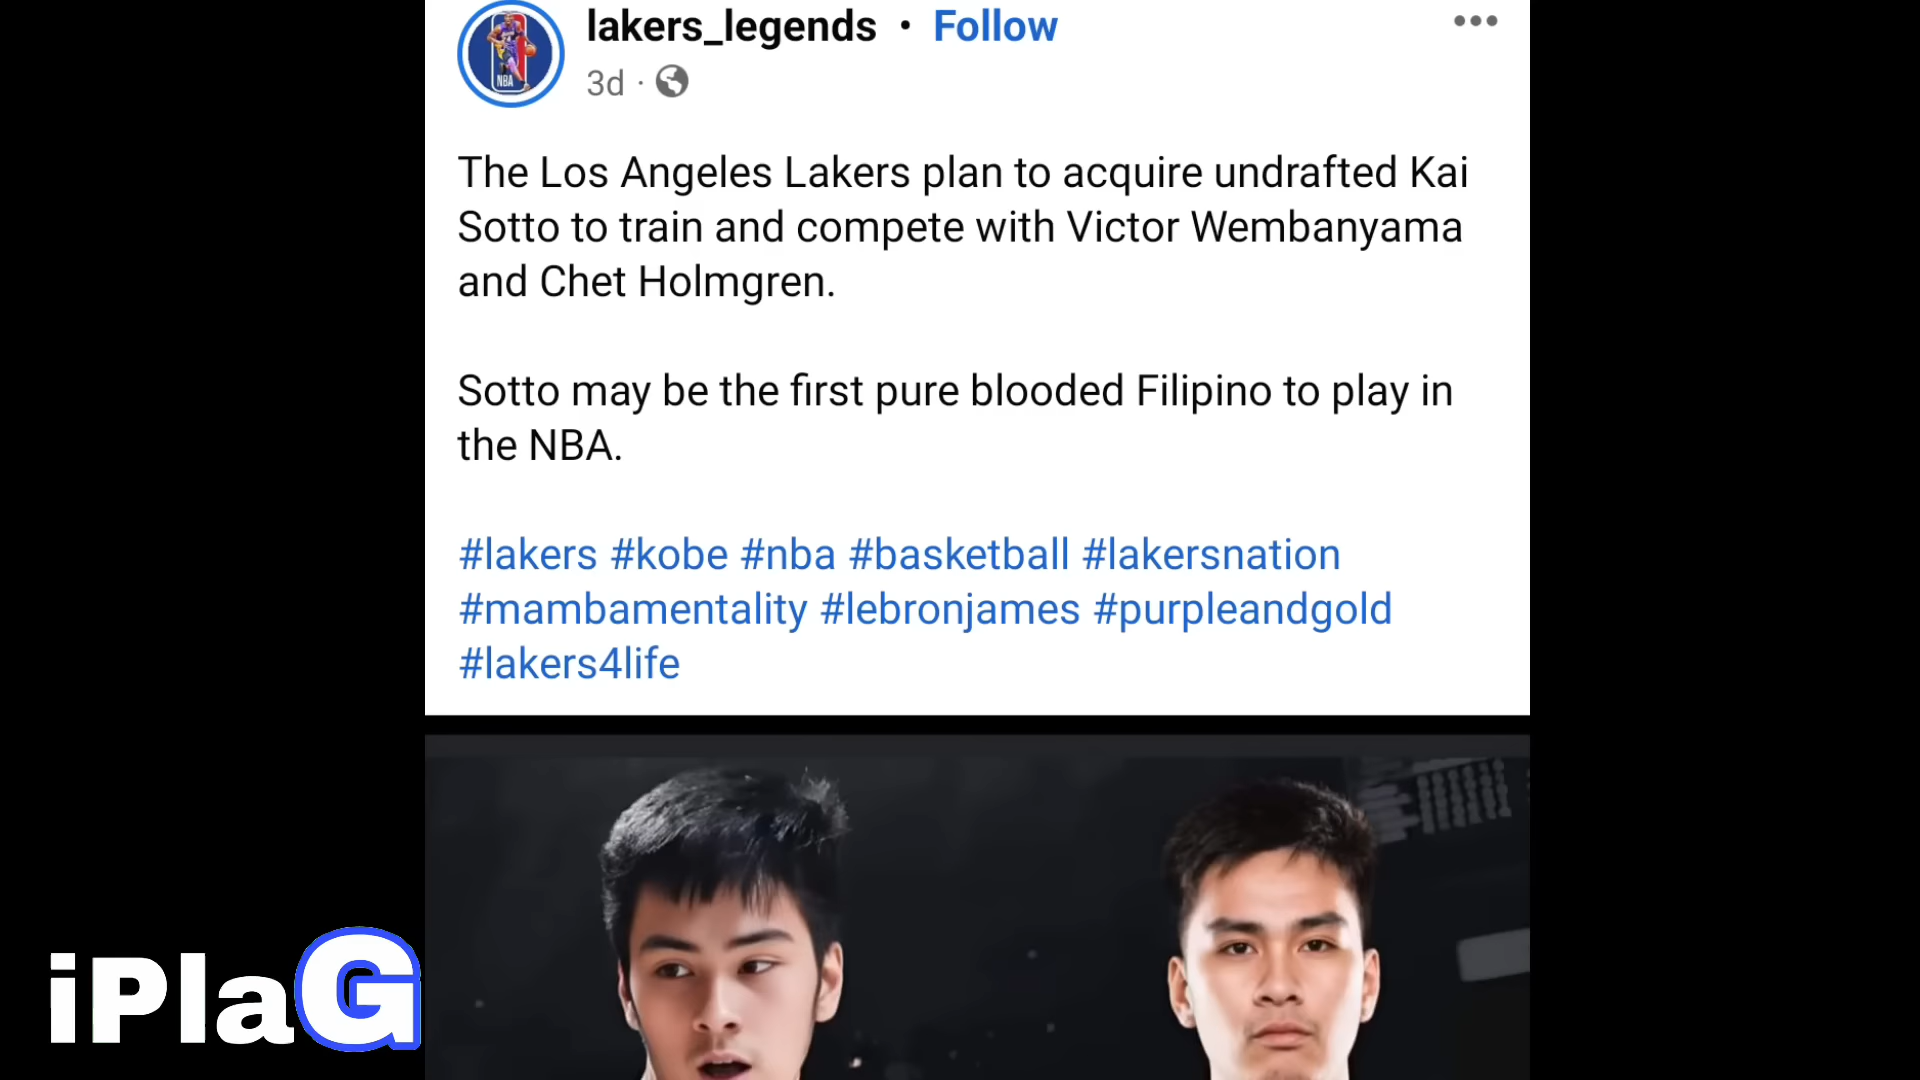 lakers_legends • Follow
3d ·
NBA
The Los Angeles Lakers plan to acquire undrafted Kai
Sotto to train and compete with Victor Wembanyama
and Chet Holmgren.
Sotto may be the first pure blooded Filipino to play in
the NBA.
#lakers #kobe #nba #basketball #lakersnation
#mambamentality #lebronjames #purpleandgold
#lakers4life
iPlaG